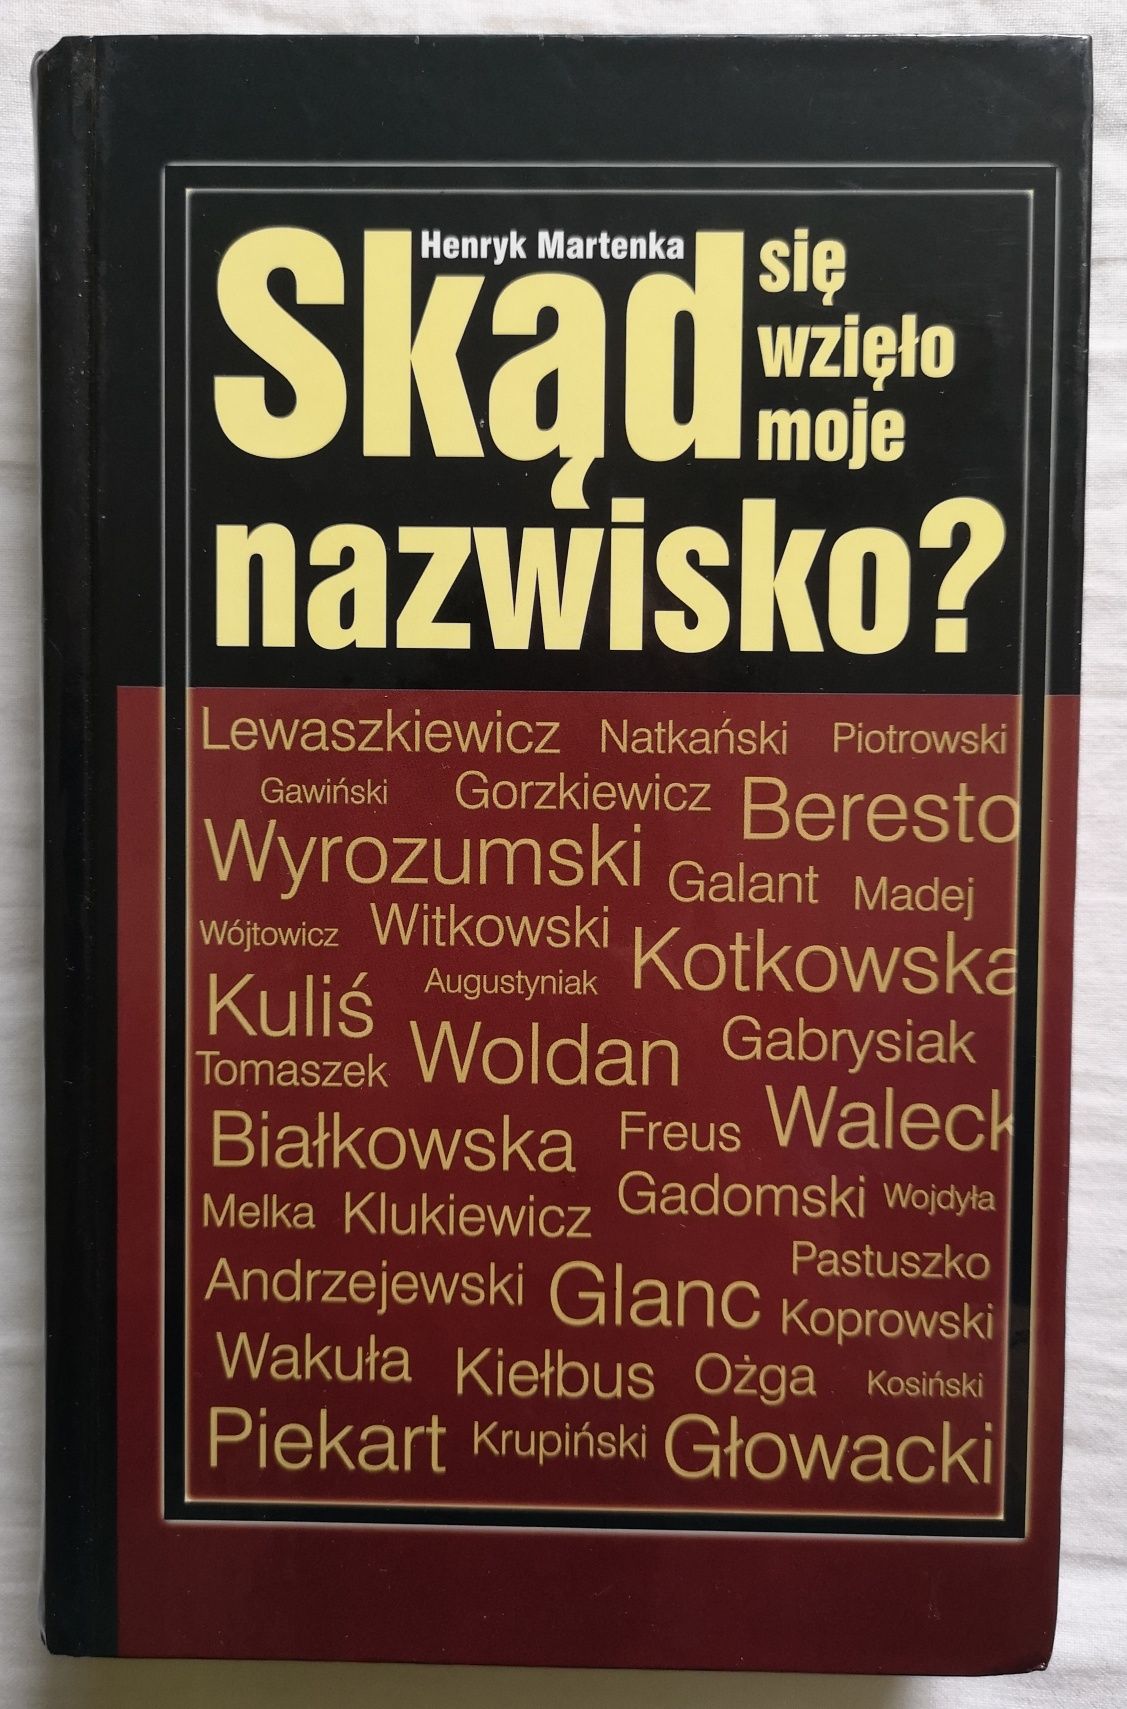 Henryk Martenka
Skąd
się
wzięło
moje
nazwisko?
Lewaszkiewicz Natkański Piotrowski
Gawiński Gorzkiewicz Beresto
Wyrozumski Galant Madej
Wójtowicz Witkowski Kotkowska
Kuliś Augustyniak
Tomaszek Woldan Gabrysiak
Białkowska Freus Waleck
Melka Klukiewicz Gadomski Wojdyła
Andrzejewski Glanc Pastuszko
Koprowski
Wakuła Kiełbus Ożga Kosiński
Piekart Krupiński Głowacki